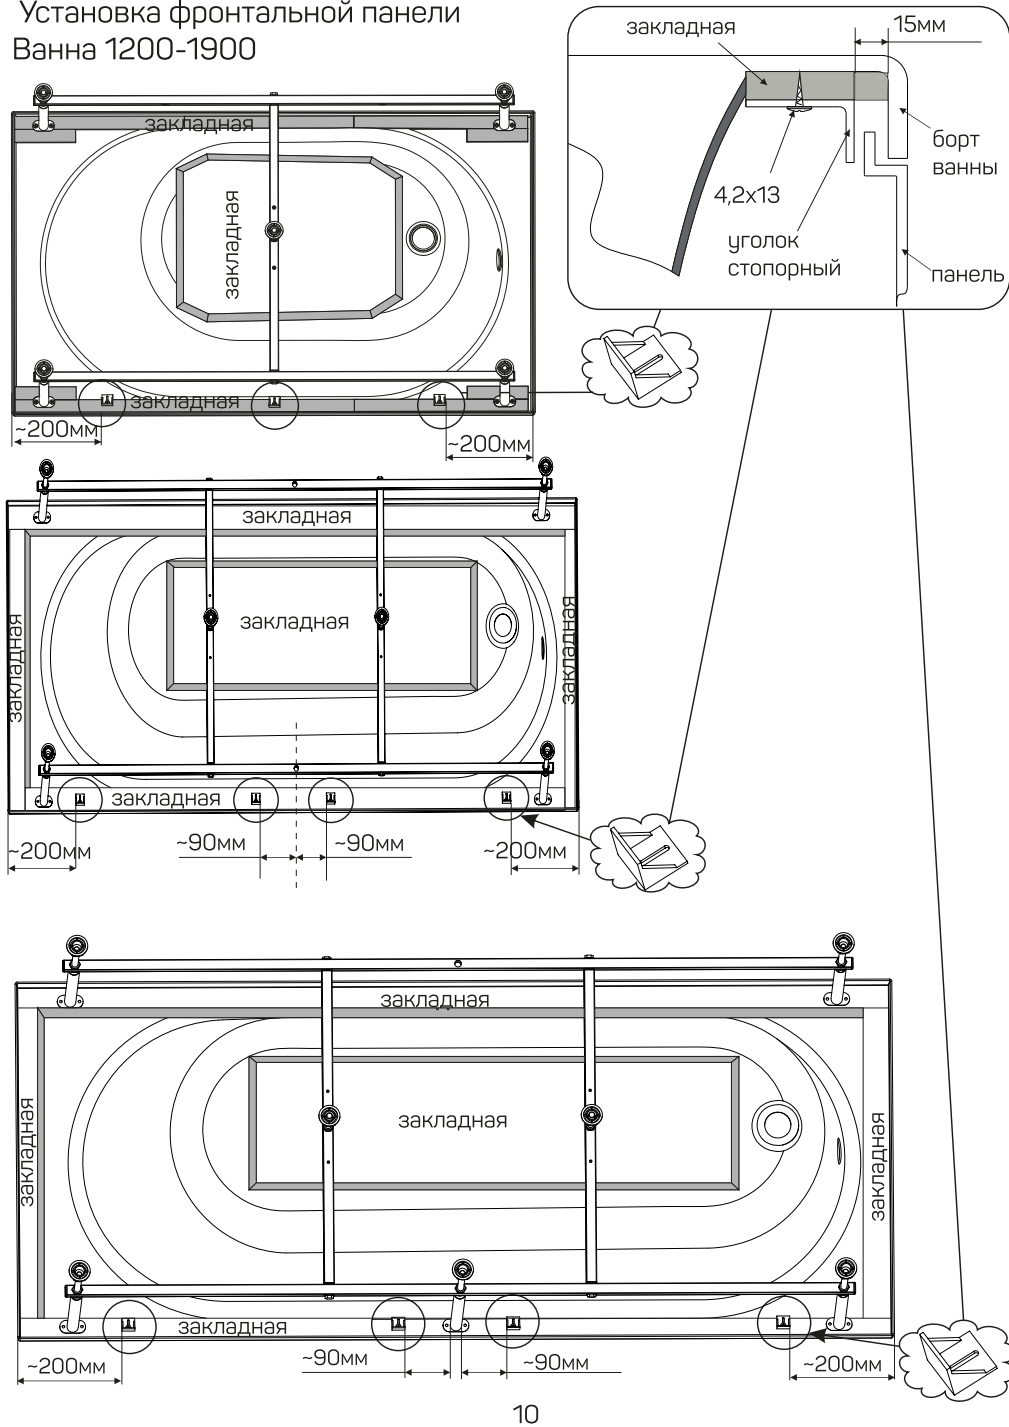 Установка фронтальной панели
Ванна 1200-1900
закладная
15мм
борт
ванны
4,2x13
уголок
стопорный
панель
закладная
закладная
закладная
~200мм
~200мм
закладная
закладная
закладная
закладная
закладная
~200мм
~90мм
~90мм
~200мм
закладная
закладная
закладная
закладная
закладная
~200мм
~90мм
~90мм
~200мм
10